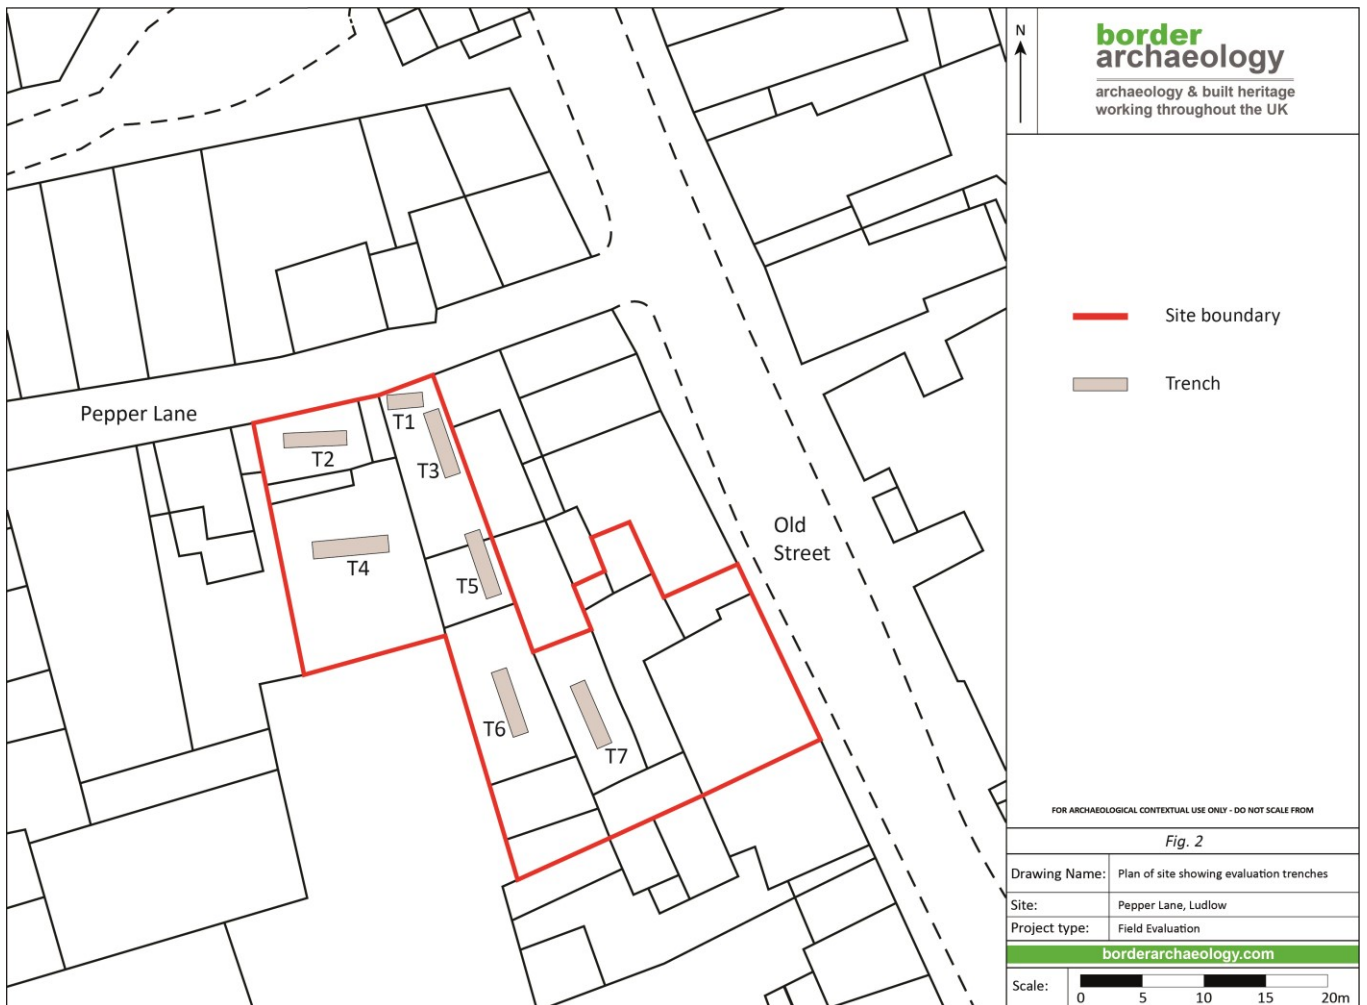 N
border
archaeology
archaeology & built heritage
working throughout the UK
Site boundary
Trench
Pepper Lane
T1
T2
T3
T4
T5
T6
T7
Old
Street
FOR ARCHAEOLOGICAL CONTEXTUAL USE ONLY - DO NOT SCALE FROM
Fig. 2
Drawing Name: Plan of site showing evaluation trenches
Site: Pepper Lane, Ludlow
Project type: Field Evaluation
borderarchaeology.com
Scale: 0 5 10 15 20m